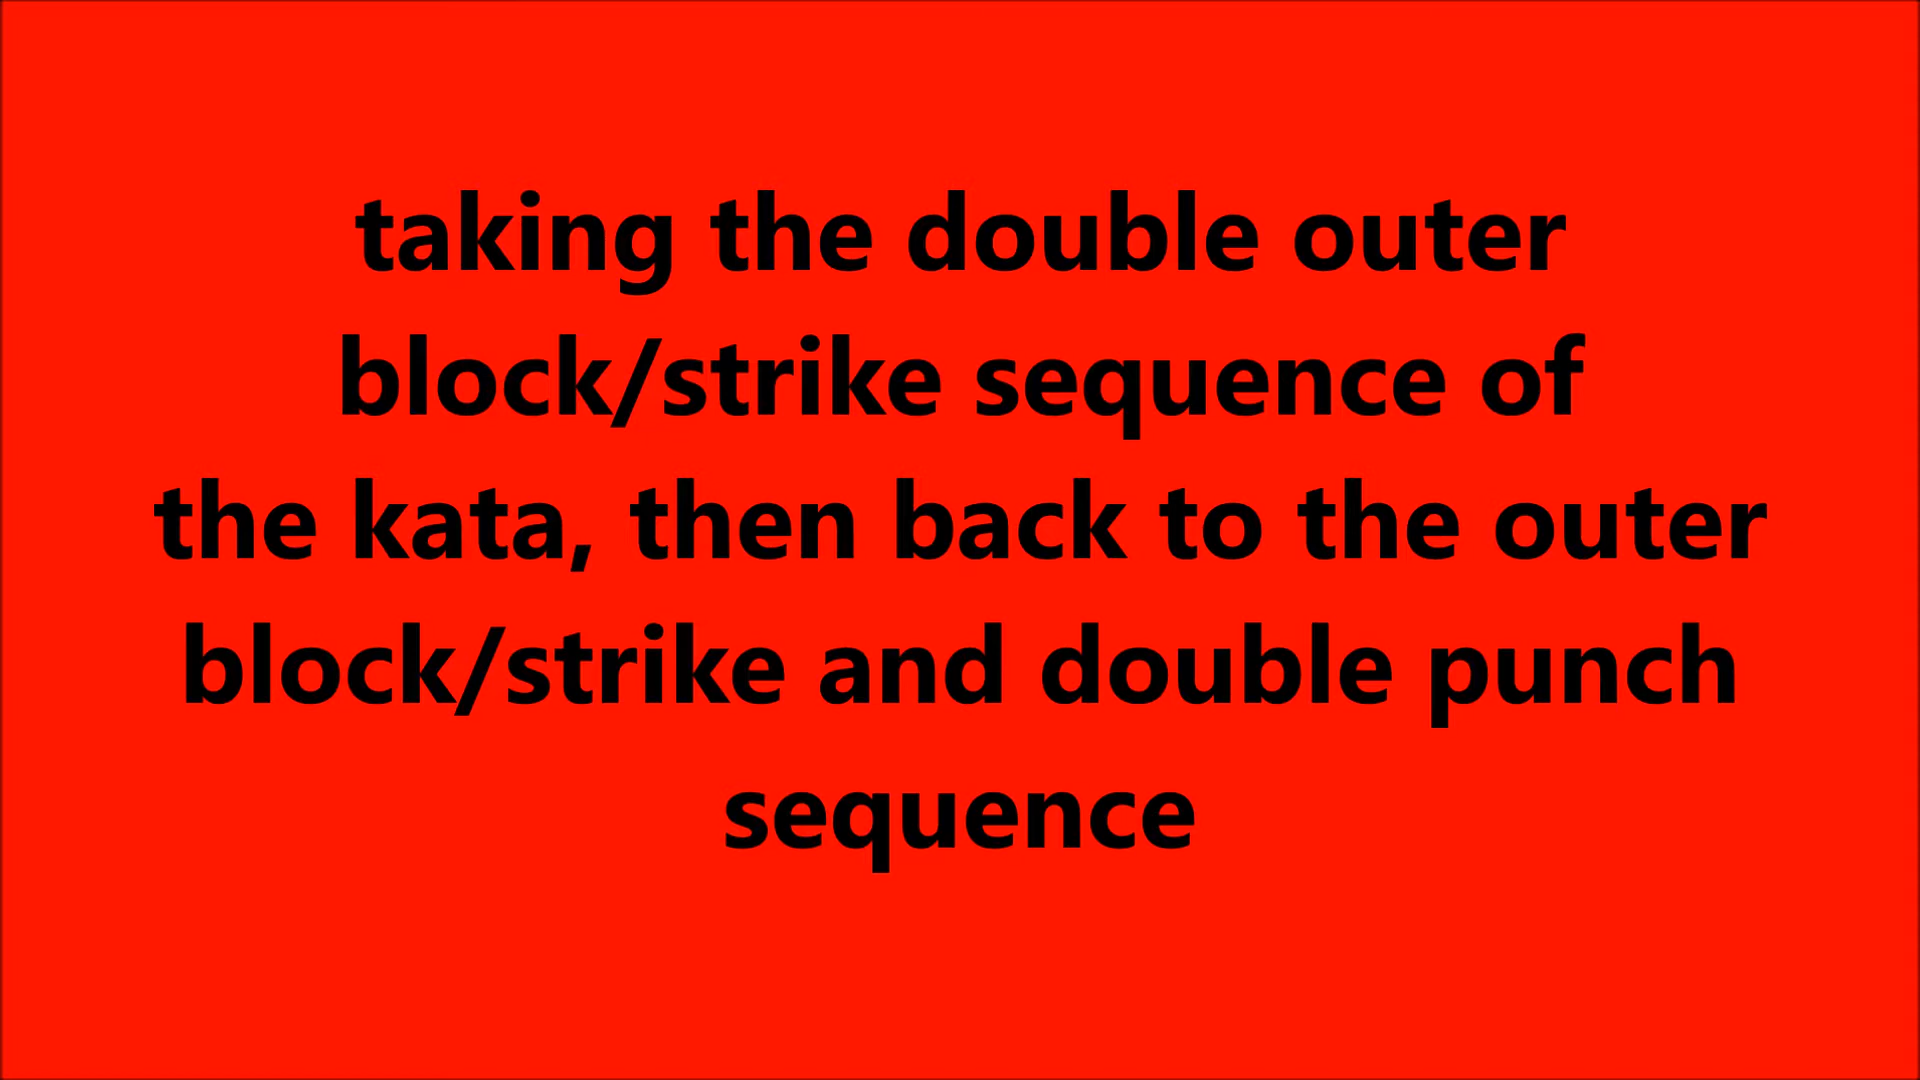 taking the double outer
block/strike sequence of
the kata, then back to the outer
block/strike and double punch
sequence